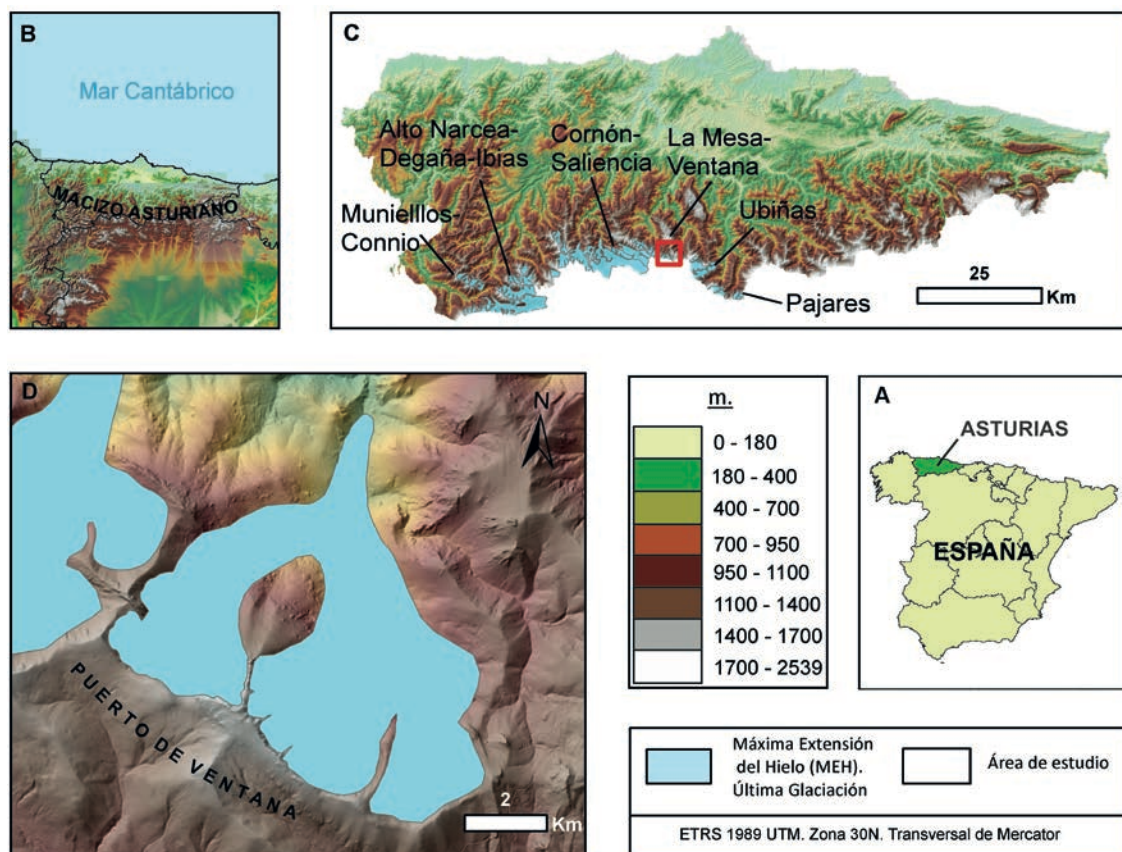 B
Mar Cantábrico
MACIZO ASTURIANO
C
Alto Narcea-
Degaña-Ibias
Cornón-
Saliencia
La Mesa-
Ventana
Munielllos-
Connio
Ubiñas
Pajares
25
Km
D
N
PUERTO DE VENTANA
2
Km
m.
0 - 180
180 - 400
400 - 700
700 - 950
950 - 1100
1100 - 1400
1400 - 1700
1700 - 2539
A
ASTURIAS
ESPAÑA
Máxima Extensión
del Hielo (MEH).
Última Glaciación
Área de estudio
ETRS 1989 UTM. Zona 30N. Transversal de Mercator